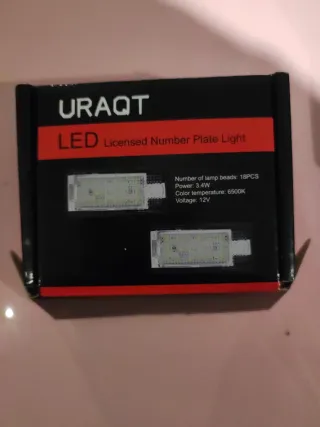 URAQT
LED Licensed Number Plate Light
Number of lamp beads: 18PCS
Power: 3.4W
Color temperature: 6500K
Voltage: 12V